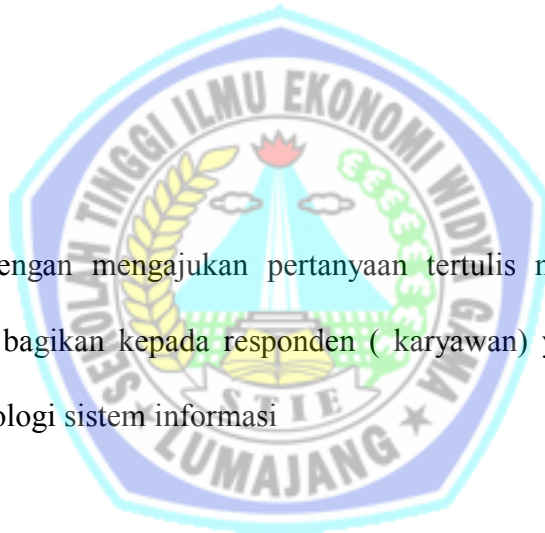 SEKOLAH TINGGI ILMU EKONOMI WIDYA GAMA
engan mengajukan pertanyaan tertulis
bagikan kepada responden ( karyawan)
ologi sistem informasi
STIE
LUMAJANG